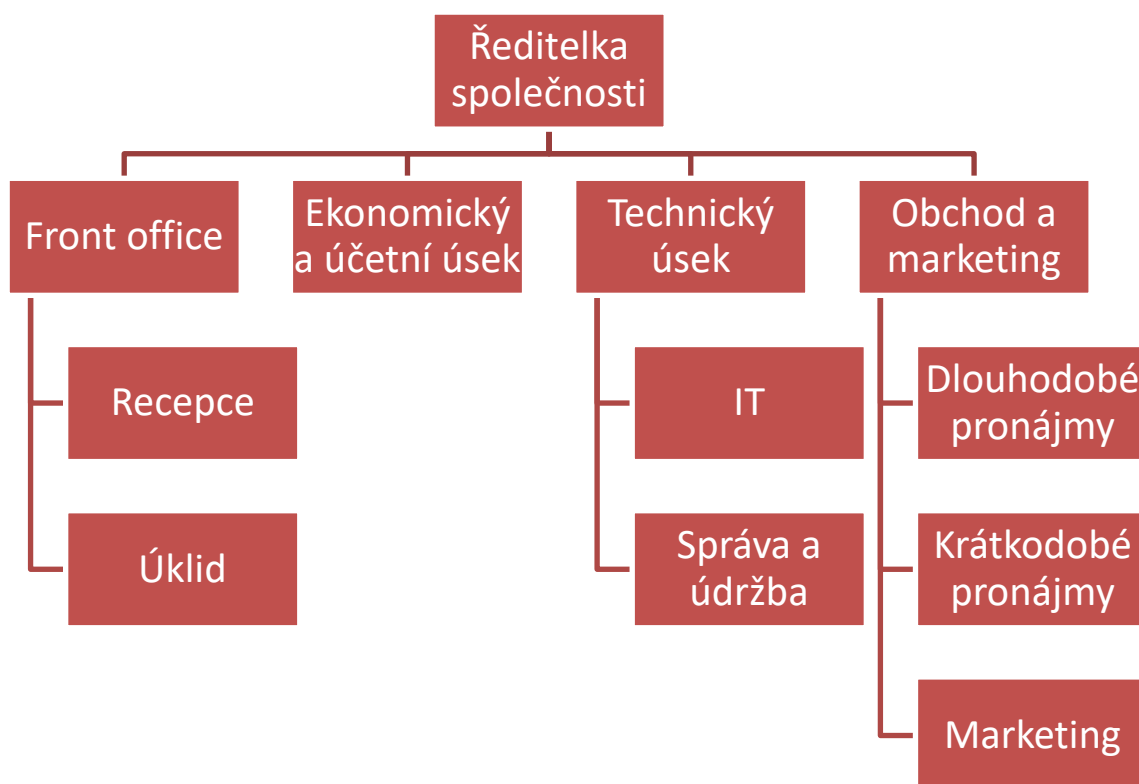 Ředitelka
společnosti
Front office
Ekonomický
a účetní úsek
Technický
úsek
Obchod a
marketing
Recepce
IT
Dlouhodobé
pronájmy
Úklid
Správa a
údržba
Krátkodobé
pronájmy
Marketing